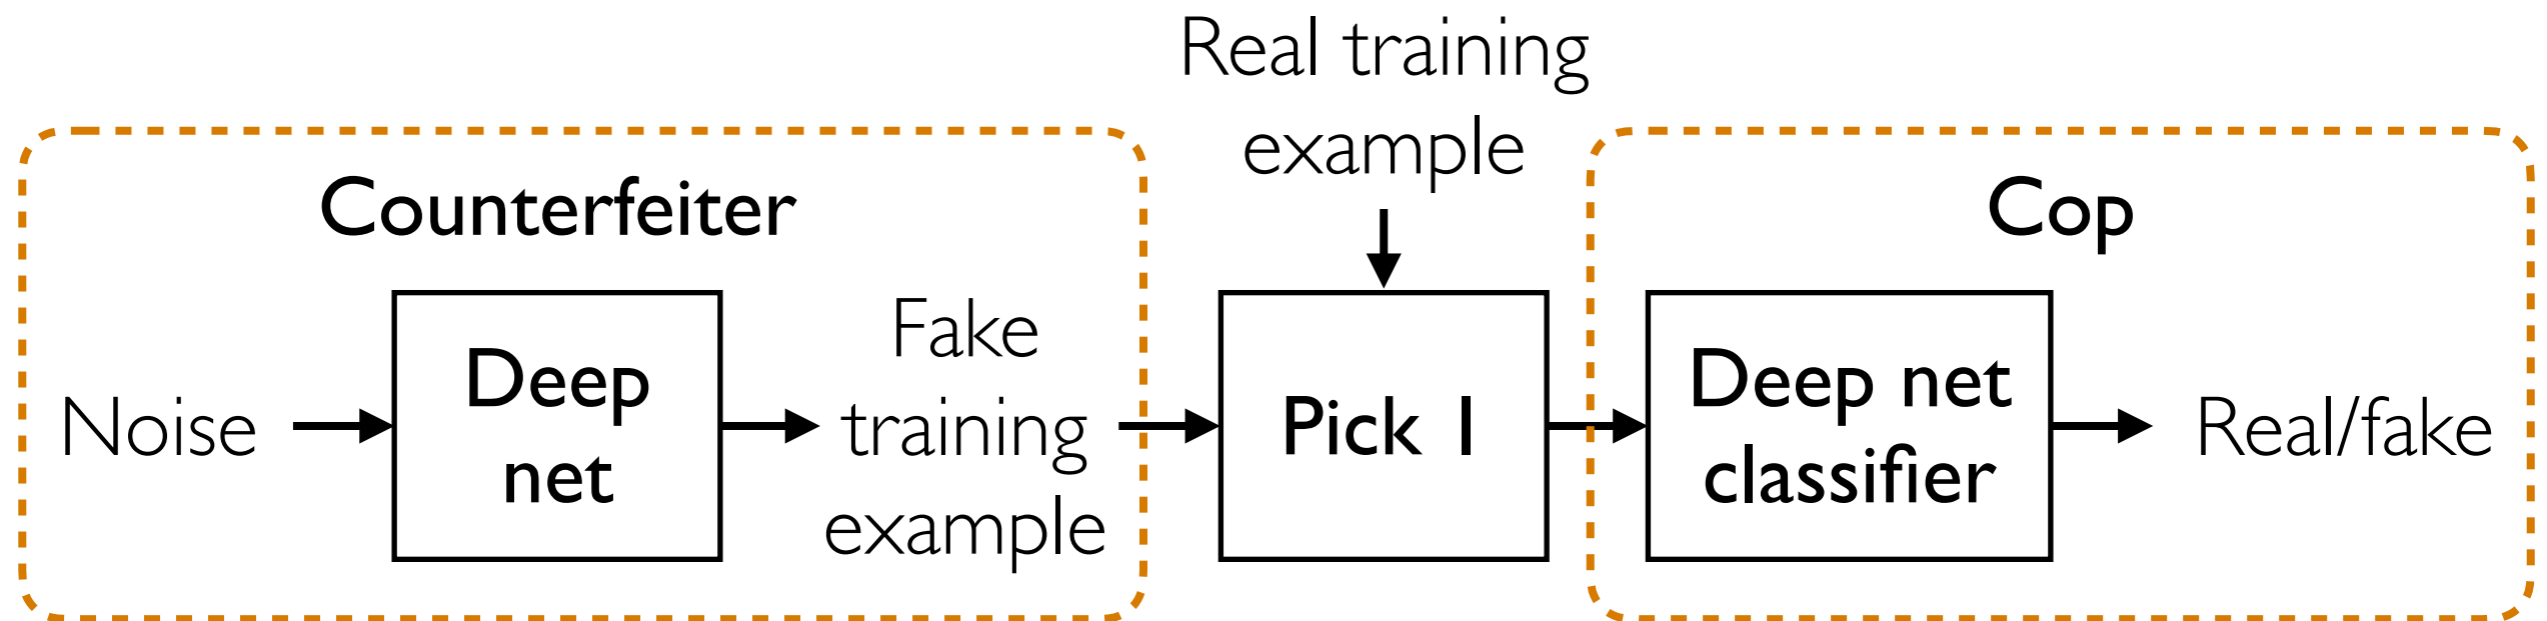 Real training
example
Counterfeiter
Cop
Noise
Deep
net
Fake
training
example
Pick 1
Deep net
classifier
Real/fake